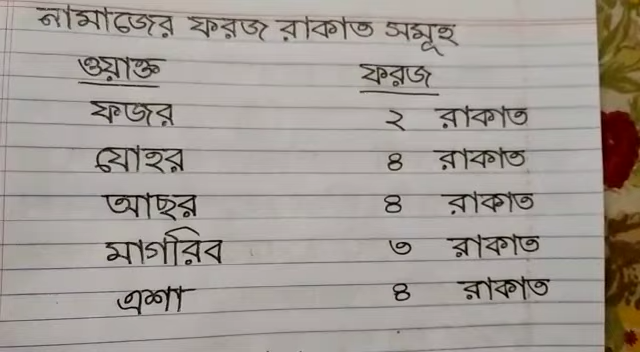 নামাজের ফরজ রাকাত সমূহ
ওয়াক্ত ফরজ
ফজর ২ রাকাত
যোহর ৪ রাকাত
আছর ৪ রাকাত
মাগরিব ৩ রাকাত
এশা ৪ রাকাত